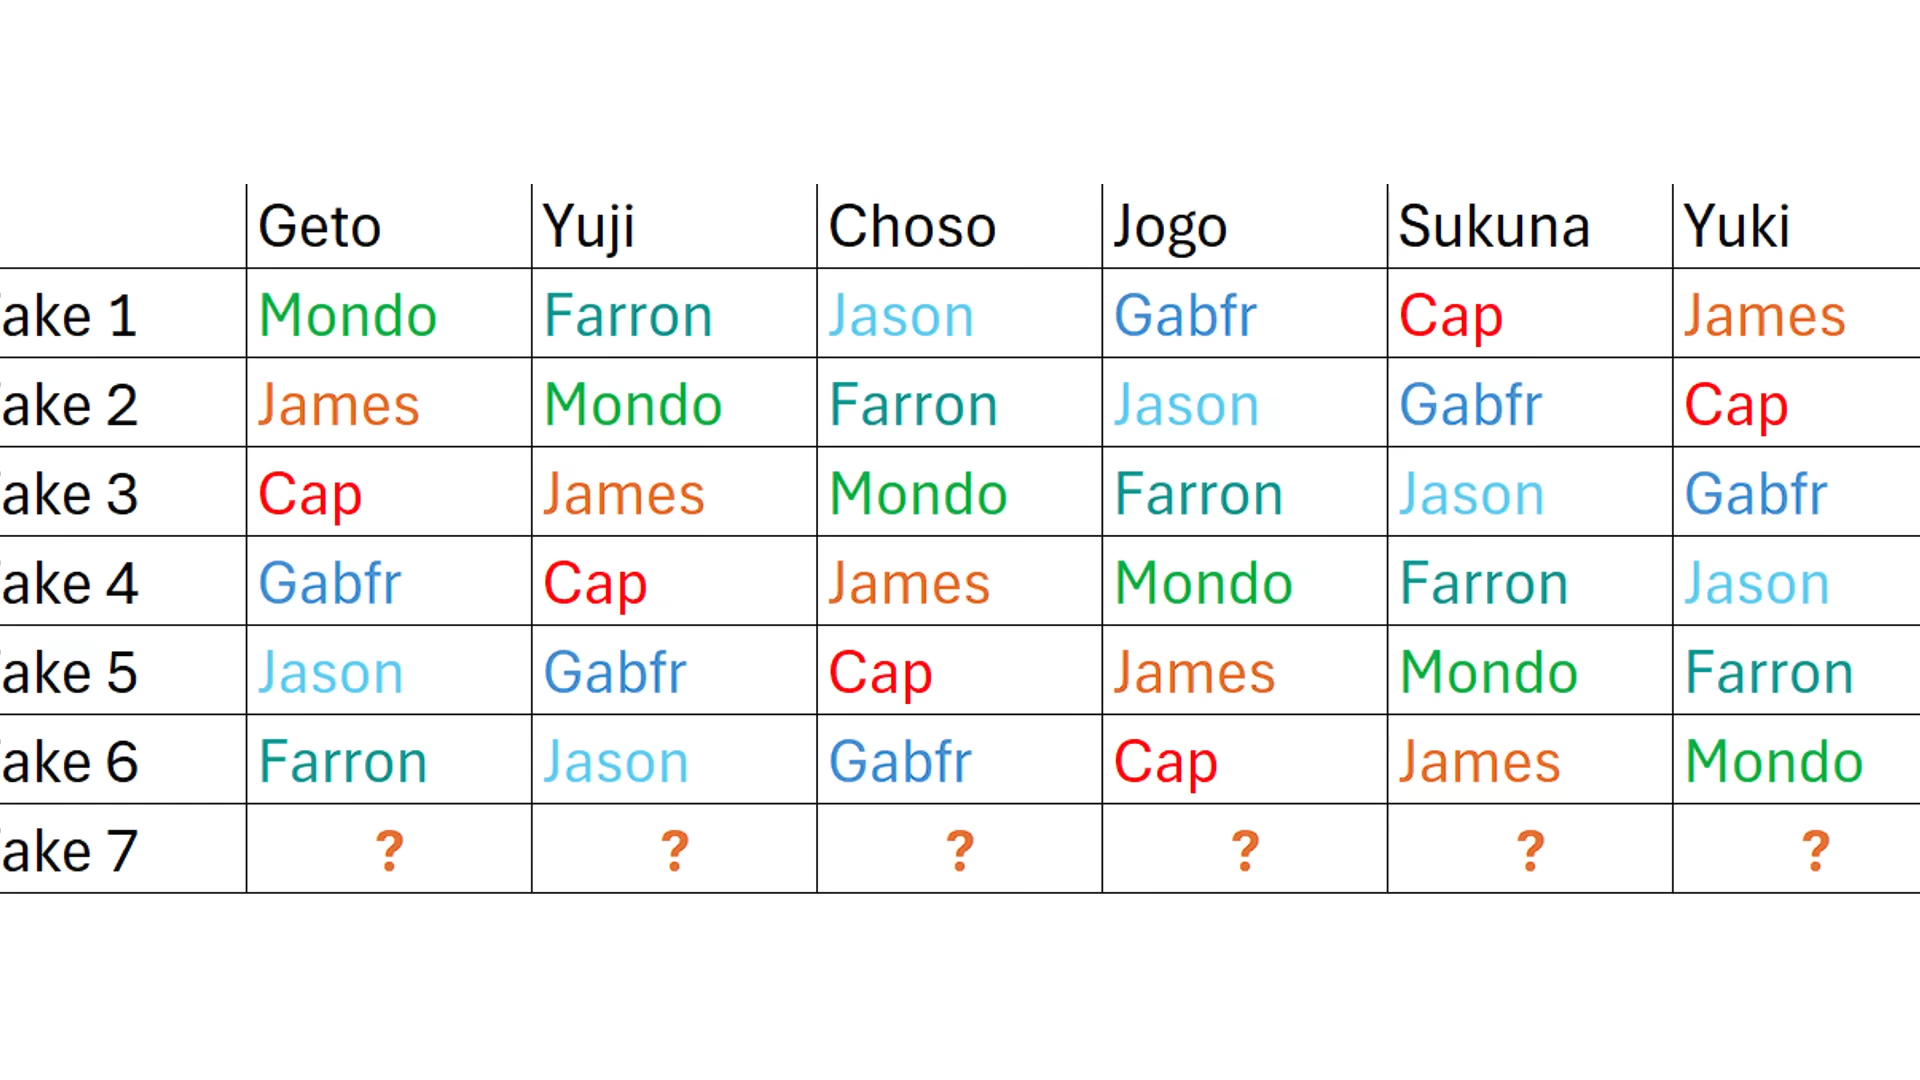 Geto Yuji Choso Jogo Sukuna Yuki
ake 1 Mondo Farron Jason Gabfr Cap James
ake 2 James Mondo Farron Jason Gabfr Cap
ake 3 Cap James Mondo Farron Jason Gabfr
ake 4 Gabfr Cap James Mondo Farron Jason
ake 5 Jason Gabfr Cap James Mondo Farron
ake 6 Farron Jason Gabfr Cap James Mondo
ake 7 ? ? ? ? ? ?